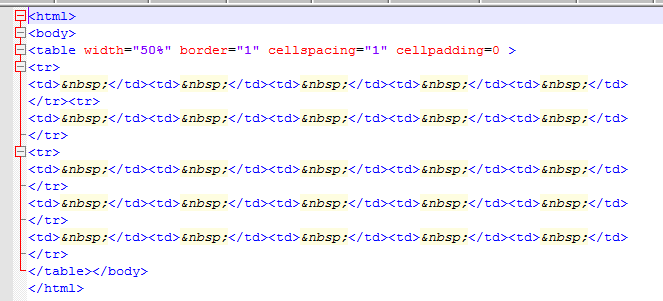 <html>
<body>
<table width="50%" border="1" cellspacing="1" cellpadding=0 >
<tr>
<td>&nbsp;</td><td>&nbsp;</td><td>&nbsp;</td><td>&nbsp;</td><td>&nbsp;</td>
</tr><tr>
<td>&nbsp;</td><td>&nbsp;</td><td>&nbsp;</td><td>&nbsp;</td><td>&nbsp;</td>
</tr>
<tr>
<td>&nbsp;</td><td>&nbsp;</td><td>&nbsp;</td><td>&nbsp;</td><td>&nbsp;</td>
</tr>
<td>&nbsp;</td><td>&nbsp;</td><td>&nbsp;</td><td>&nbsp;</td><td>&nbsp;</td>
</tr>
<td>&nbsp;</td><td>&nbsp;</td><td>&nbsp;</td><td>&nbsp;</td><td>&nbsp;</td>
</tr>
</table></body>
</html>